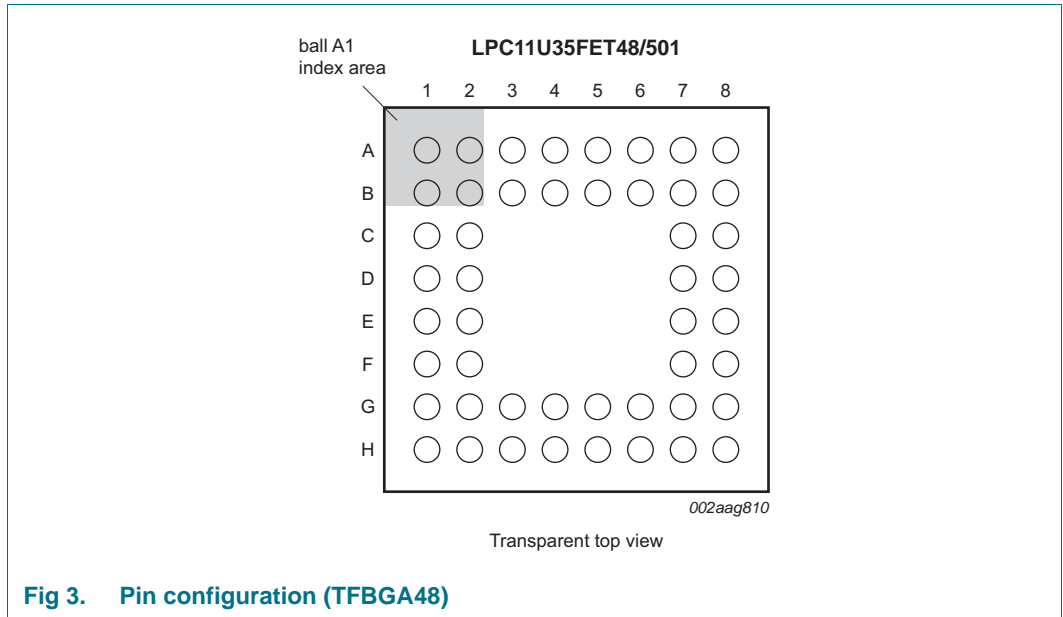 ball A1
index area
LPC11U35FET48/501
1 2 3 4 5 6 7 8
A
B
C
D
E
F
G
H
002aag810
Transparent top view
Fig 3. Pin configuration (TFBGA48)